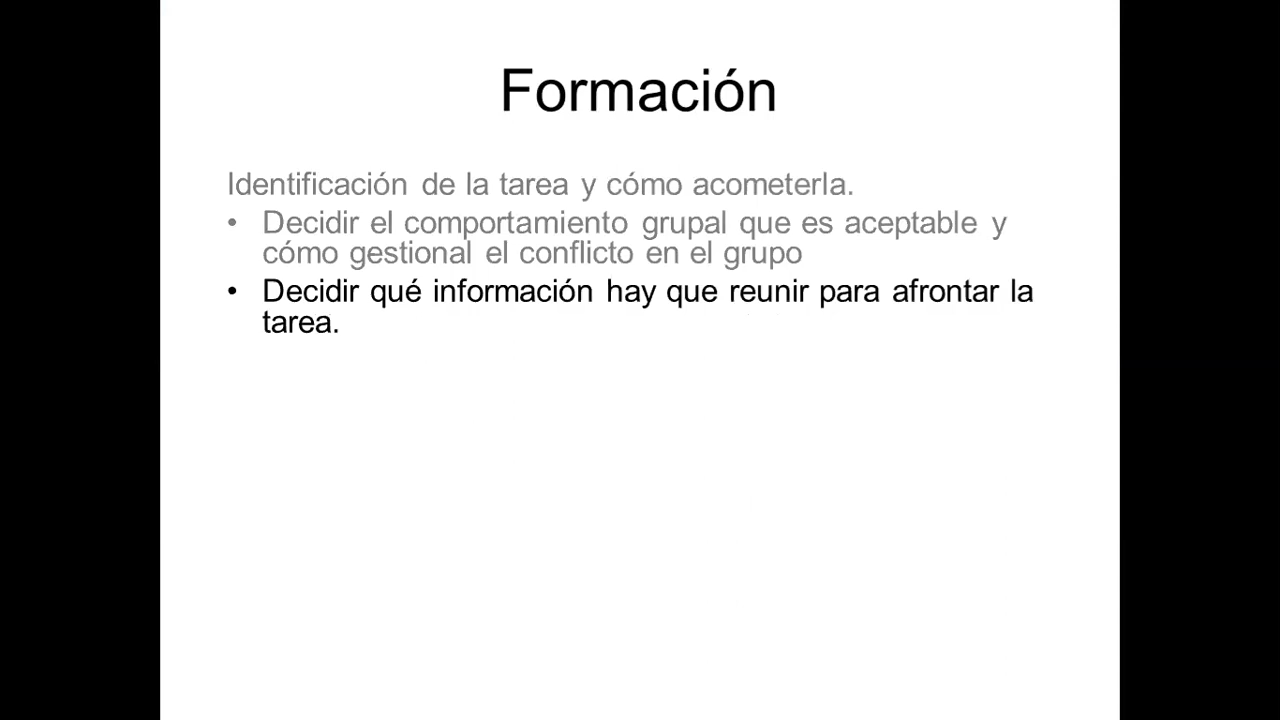 Formación
Identificación de la tarea y cómo acometerla.
• Decidir el comportamiento grupal que es aceptable y
cómo gestional el conflicto en el grupo
• Decidir qué información hay que reunir para afrontar la
tarea.